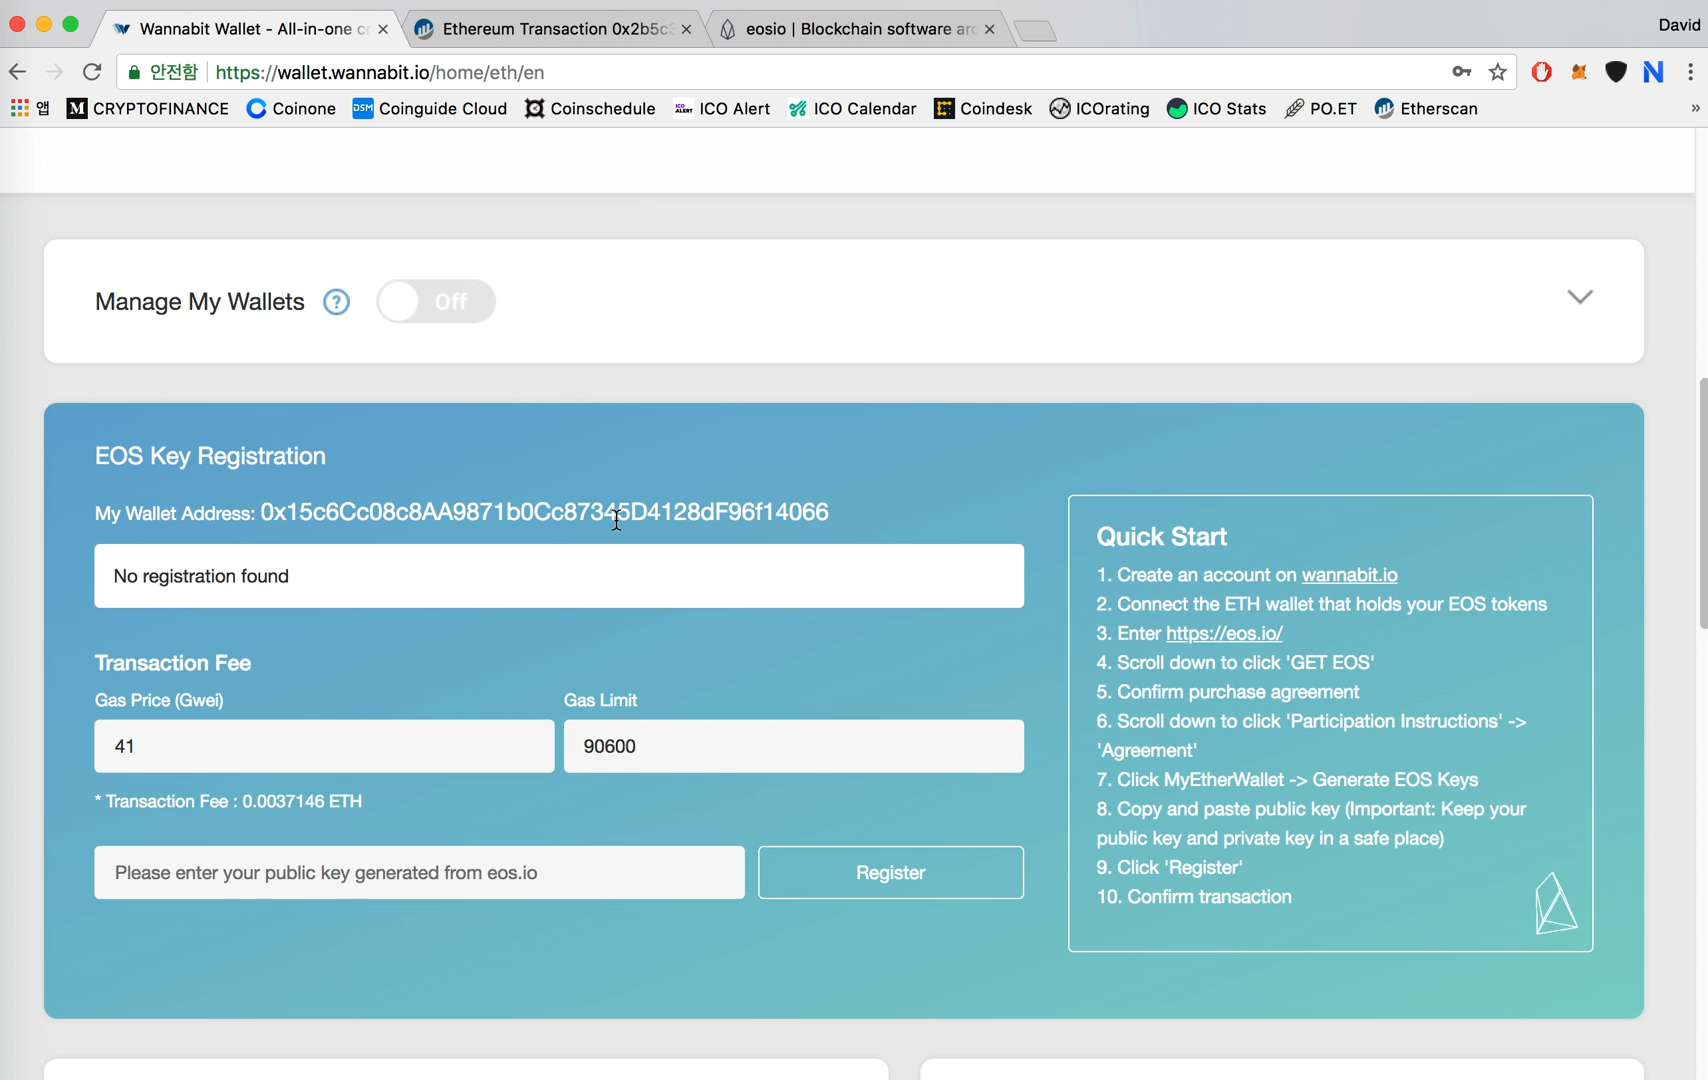 David
Wannabit Wallet - All-in-one cr
Ethereum Transaction 0x2b5c
eosio | Blockchain software arc
안전함 https://wallet.wannabit.io/home/eth/en
앱 CRYPTOFINANCE Coinone Coinguide Cloud Coinschedule ICO Alert ICO Calendar Coindesk ICOrating ICO Stats PO.ET Etherscan »
Manage My Wallets ? Off
EOS Key Registration
My Wallet Address: 0x15c6Cc08c8AA9871b0Cc87345D4128dF96f14066
No registration found
Transaction Fee
Gas Price (Gwei) Gas Limit
41 90600
* Transaction Fee : 0.0037146 ETH
Please enter your public key generated from eos.io Register
Quick Start
1. Create an account on wannabit.io
2. Connect the ETH wallet that holds your EOS tokens
3. Enter https://eos.io/
4. Scroll down to click 'GET EOS'
5. Confirm purchase agreement
6. Scroll down to click 'Participation Instructions' ->
'Agreement'
7. Click MyEtherWallet -> Generate EOS Keys
8. Copy and paste public key (Important: Keep your
public key and private key in a safe place)
9. Click 'Register'
10. Confirm transaction